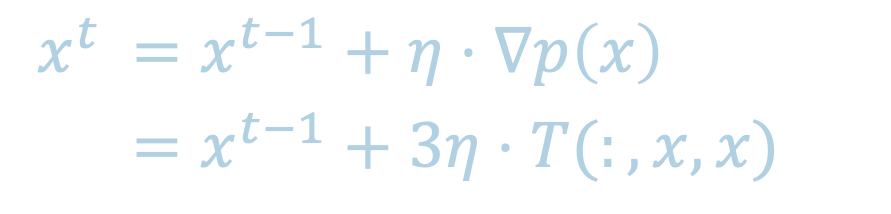 x^t = x^{t−1} + η · ∇p(x)
= x^{t−1} + 3η · T(: , x, x)